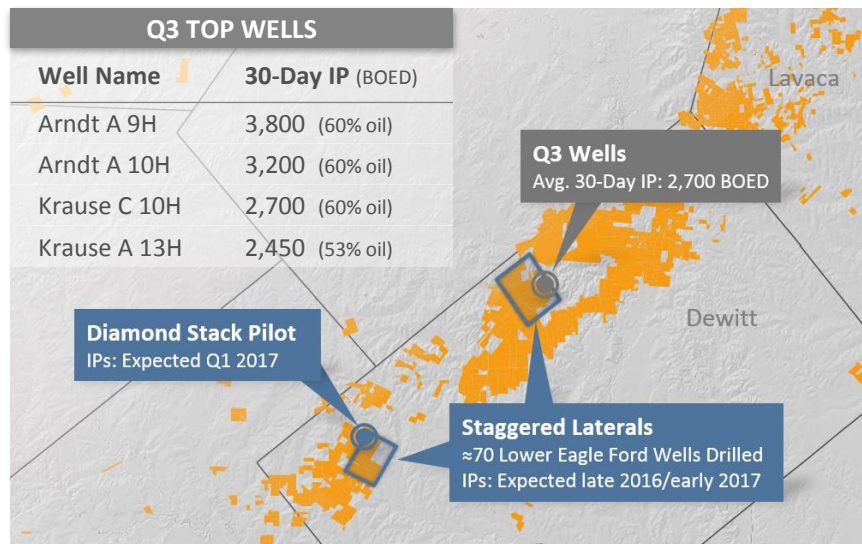 Q3 TOP WELLS
Well Name 30-Day IP (BOED)
Arndt A 9H 3,800 (60% oil)
Arndt A 10H 3,200 (60% oil)
Krause C 10H 2,700 (60% oil)
Krause A 13H 2,450 (53% oil)
Lavaca
Q3 Wells
Avg. 30-Day IP: 2,700 BOED
Dewitt
Diamond Stack Pilot
IPs: Expected Q1 2017
Staggered Laterals
≈70 Lower Eagle Ford Wells Drilled
IPs: Expected late 2016/early 2017